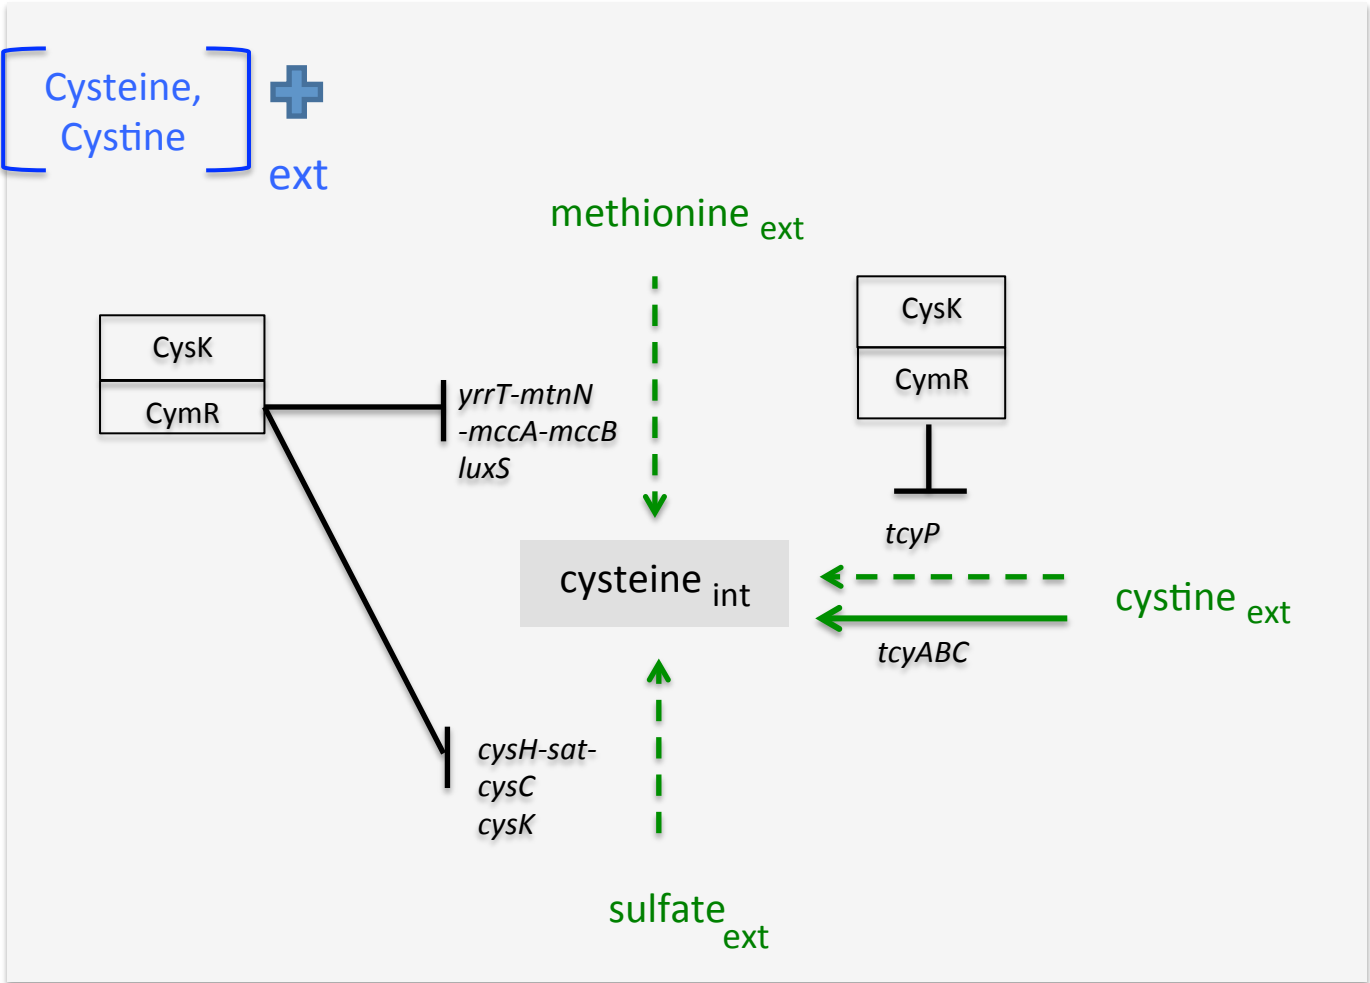 Cysteine,
Cystine
ext
methionine ext
CysK
CymR
CysK
CymR
yrrT-mtnN
-mccA-mccB
luxS
tcyP
cysteine int
cystine ext
tcyABC
cysH-sat-
cysC
cysK
sulfate ext